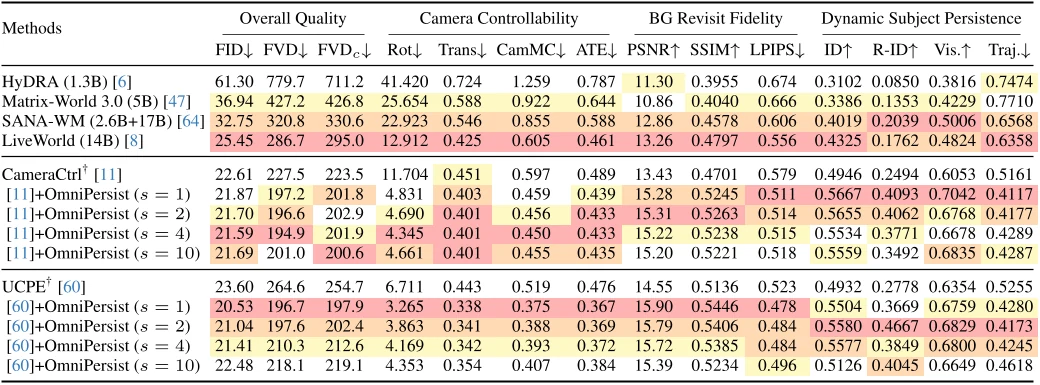 Methods Overall Quality Camera Controllability BG Revisit Fidelity Dynamic Subject Persistence
FID↓ FVD↓ FVDc↓ Rot↓ Trans↓ CamMC↓ ATE↓ PSNR↑ SSIM↑ LPIPS↓ ID↑ R-ID↑ Vis.↑ Traj.↓
HyDRA (1.3B) [6] 61.30 779.7 711.2 41.420 0.724 1.259 0.787 11.30 0.3955 0.674 0.3102 0.0850 0.3816 0.7474
Matrix-World 3.0 (5B) [47] 36.94 427.2 426.8 25.654 0.588 0.922 0.644 10.86 0.4040 0.666 0.3386 0.1353 0.4229 0.7710
SANA-WM (2.6B+17B) [64] 32.75 320.8 330.6 22.923 0.546 0.855 0.588 12.86 0.4578 0.606 0.4019 0.2039 0.5006 0.6568
LiveWorld (14B) [8] 25.45 286.7 295.0 12.912 0.425 0.605 0.461 13.26 0.4797 0.556 0.4325 0.1762 0.4824 0.6358
CameraCtrl† [11] 22.61 227.5 223.5 11.704 0.451 0.597 0.489 13.43 0.4701 0.579 0.4946 0.2494 0.6053 0.5161
[11]+OmniPersist (s = 1) 21.87 197.2 201.8 4.831 0.403 0.459 0.439 15.28 0.5245 0.511 0.5667 0.4093 0.7042 0.4117
[11]+OmniPersist (s = 2) 21.70 196.6 202.9 4.690 0.401 0.456 0.433 15.31 0.5263 0.514 0.5655 0.4062 0.6768 0.4177
[11]+OmniPersist (s = 4) 21.59 194.9 201.9 4.345 0.401 0.450 0.433 15.22 0.5238 0.515 0.5534 0.3771 0.6678 0.4289
[11]+OmniPersist (s = 10) 21.69 201.0 200.6 4.661 0.401 0.455 0.435 15.20 0.5221 0.518 0.5559 0.3492 0.6835 0.4287
UCPE† [60] 23.60 264.6 254.7 6.711 0.443 0.519 0.476 14.55 0.5136 0.523 0.4932 0.2778 0.6354 0.5255
[60]+OmniPersist (s = 1) 20.53 196.7 197.9 3.265 0.338 0.375 0.367 15.90 0.5446 0.478 0.5504 0.3669 0.6759 0.4280
[60]+OmniPersist (s = 2) 21.04 197.6 202.4 3.863 0.341 0.388 0.369 15.79 0.5406 0.484 0.5580 0.4667 0.6829 0.4173
[60]+OmniPersist (s = 4) 21.41 210.3 212.6 4.169 0.342 0.393 0.372 15.72 0.5385 0.484 0.5577 0.3849 0.6800 0.4245
[60]+OmniPersist (s = 10) 22.48 218.1 219.1 4.353 0.354 0.407 0.384 15.39 0.5234 0.496 0.5126 0.4045 0.6649 0.4618